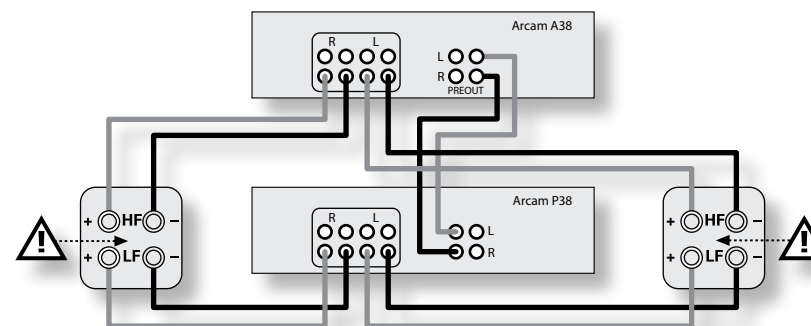 Arcam A38
R L
L
R
PREOUT
+ HF –
+ LF –
!
Arcam P38
R L
L
R
+ HF –
+ LF –
!